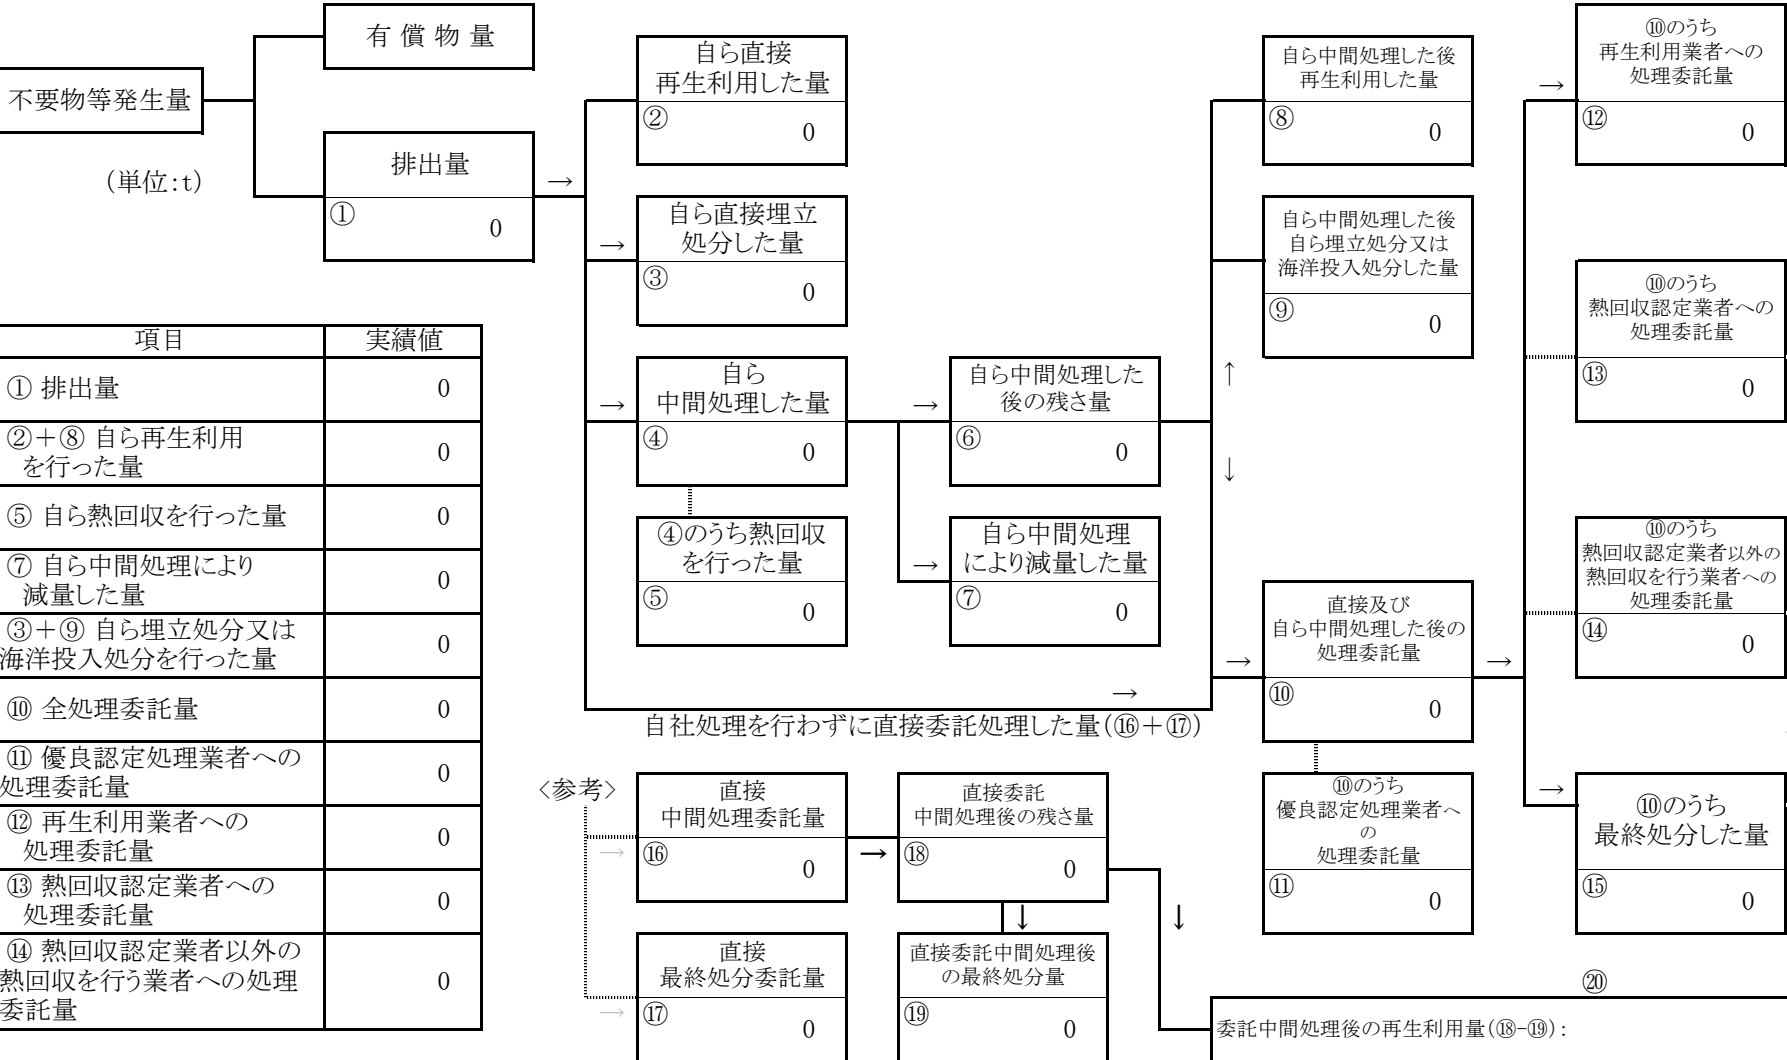 有 償 物 量
不要物等発生量
(単位:t)
排出量
①
0
→
自ら直接
再生利用した量
②
0
→
自ら直接埋立
処分した量
③
0
→
自ら
中間処理した量
④
0
④のうち熱回収
を行った量
⑤
0
→
自ら中間処理した
後の残さ量
⑥
0
→
自ら中間処理
により減量した量
⑦
0
→
自社処理を行わずに直接委託処理した量(⑯+⑰)
自ら中間処理した後
再生利用した量
⑧
0
自ら中間処理した後
自ら埋立処分又は
海洋投入処分した量
⑨
0
↑
↓
→
直接及び
自ら中間処理した後の
処理委託量
⑩
0
→
⑩のうち
優良認定処理業者へ
の
処理委託量
⑪
0
→
⑩のうち
再生利用業者への
処理委託量
⑫
0
⑩のうち
熱回収認定業者への
処理委託量
⑬
0
⑩のうち
熱回収認定業者以外の
熱回収を行う業者への
処理委託量
⑭
0
→
⑩のうち
最終処分した量
⑮
0
項目 実績値
① 排出量 0
②+⑧ 自ら再生利用
を行った量 0
⑤ 自ら熱回収を行った量 0
⑦ 自ら中間処理により
減量した量 0
③+⑨ 自ら埋立処分又は
海洋投入処分を行った量 0
⑩ 全処理委託量 0
⑪ 優良認定処理業者への
処理委託量 0
⑫ 再生利用業者への
処理委託量 0
⑬ 熱回収認定業者への
処理委託量 0
⑭ 熱回収認定業者以外の
熱回収を行う業者への処理
委託量 0
〈参考〉
→
直接
中間処理委託量
⑯
0
→
直接委託
中間処理後の残さ量
⑱
0
↓
↓
→
直接
最終処分委託量
⑰
0
直接委託中間処理後
の最終処分量
⑲
0
⑳
委託中間処理後の再生利用量(⑱-⑲):